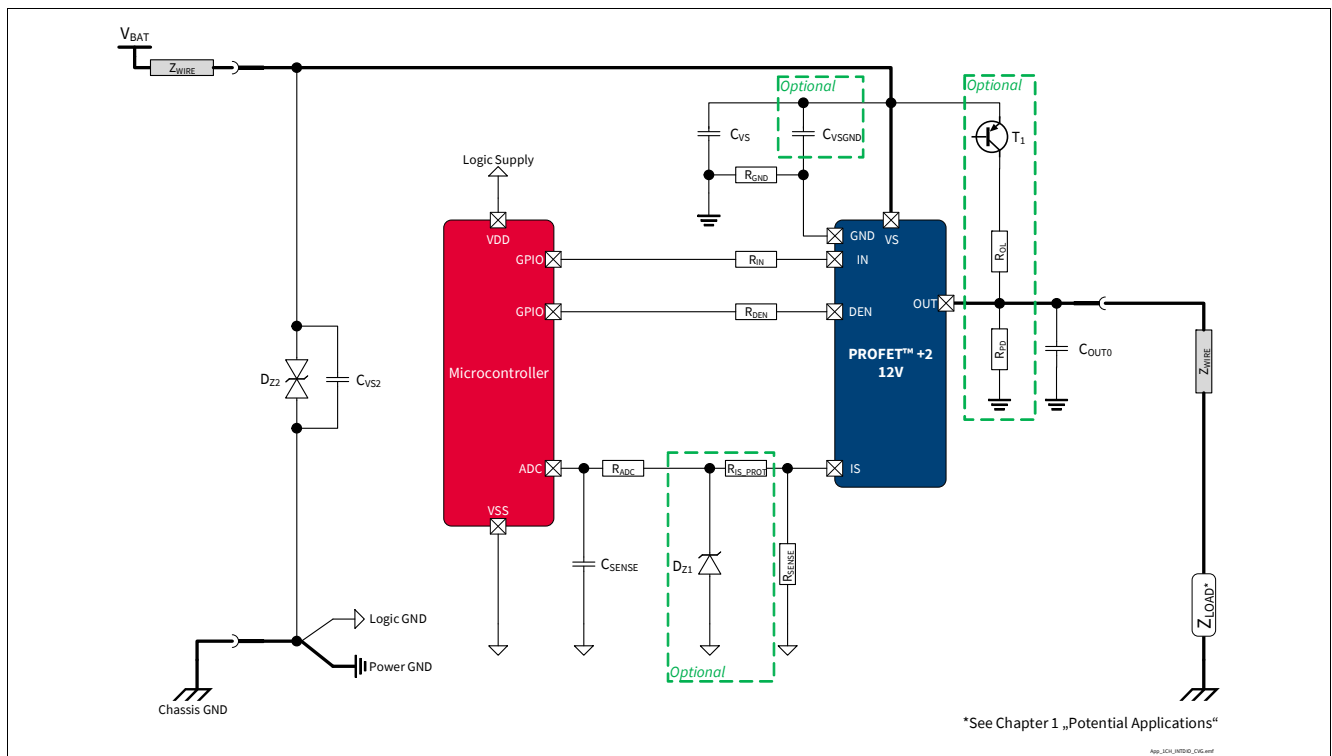 VBAT
ZWIRE
Optional
Optional
CVS
CVSGND
T1
Logic Supply
RGND
VDD
GND
VS
ROL
GPIO
RIN
IN
OUT
GPIO
RDEN
DEN
PROFET™ +2
12V
RPD
COUT0
ZWIRE
DZ2
CVS2
Microcontroller
ADC
RADC
RIS_PROT
IS
VSS
CSENSE
DZ1
RSENSE
ZLOAD*
Logic GND
Power GND
Optional
Chassis GND
*See Chapter 1 „Potential Applications“
App_1CH_INTDIO_CVG.emf